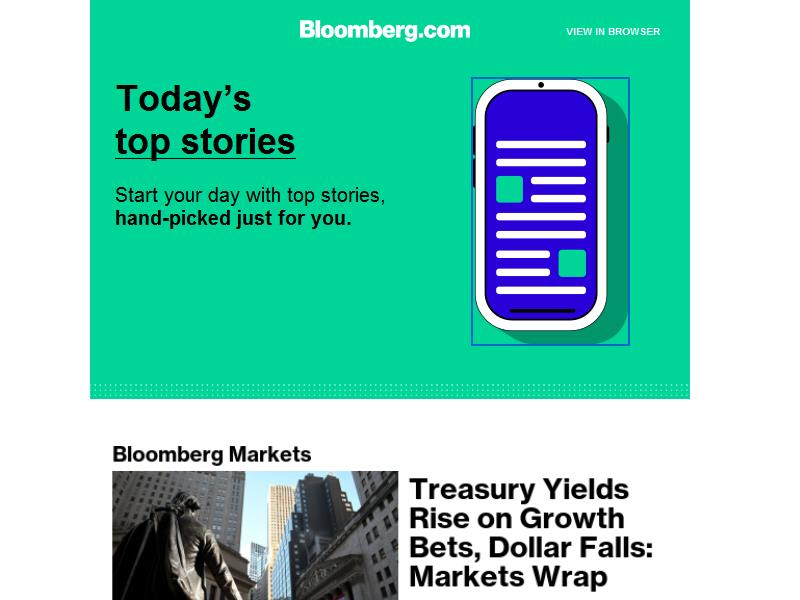 Bloomberg.com
VIEW IN BROWSER
Today’s
top stories
Start your day with top stories,
hand-picked just for you.
Bloomberg Markets
Treasury Yields
Rise on Growth
Bets, Dollar Falls:
Markets Wrap